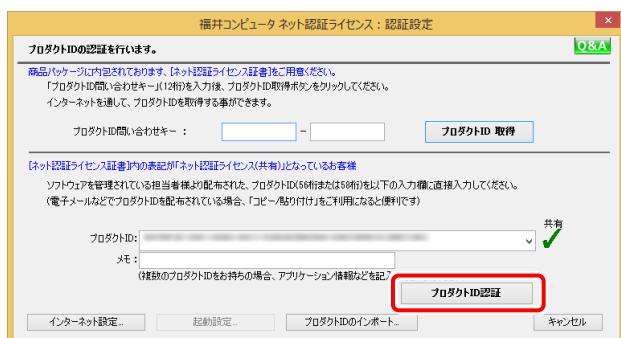 福井コンピュータ ネット認証ライセンス：認証設定
×
プロダクトIDの認証を行います。
Q&A
商品パッケージに内包されております、[ネット認証ライセンス証書]をご用意ください。
「プロダクトID問い合わせキー」(12桁)を入力後、プロダクトID取得ボタンをクリックしてください。
インターネットを通して、プロダクトIDを取得する事ができます。
プロダクトID問い合わせキー：
－
プロダクトID 取得
[ネット認証ライセンス証書]内の表記が「ネット認証ライセンス(共有)」となっているお客様
ソフトウェアを管理されている担当者様より配布された、プロダクトID(56桁または58桁)を以下の入力欄に直接入力してください。
(電子メールなどでプロダクトIDを配布されている場合、「コピー/貼り付け」をご利用になると便利です)
共有
プロダクトID:
メモ:
(複数のプロダクトIDをお持ちの場合、アプリケーション情報などを記入
プロダクトID認証
インターネット設定...
起動設定...
プロダクトIDのインポート...
キャンセル